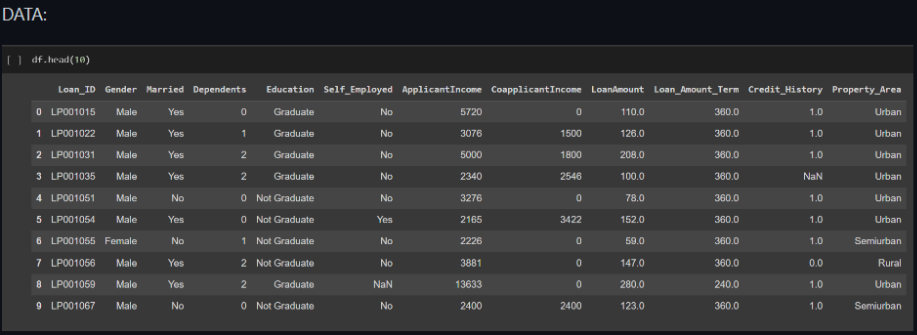 DATA:
[ ] df.head(10)
Loan_ID Gender Married Dependents Education Self_Employed ApplicantIncome CoapplicantIncome LoanAmount Loan_Amount_Term Credit_History Property_Area
0 LP001015 Male Yes 0 Graduate No 5720 0 110.0 360.0 1.0 Urban
1 LP001022 Male Yes 1 Graduate No 3076 1500 126.0 360.0 1.0 Urban
2 LP001031 Male Yes 2 Graduate No 5000 1800 208.0 360.0 1.0 Urban
3 LP001035 Male Yes 2 Graduate No 2340 2546 100.0 360.0 NaN Urban
4 LP001051 Male No 0 Not Graduate No 3276 0 78.0 360.0 1.0 Urban
5 LP001054 Male Yes 0 Not Graduate Yes 2165 3422 152.0 360.0 1.0 Urban
6 LP001055 Female No 1 Not Graduate No 2226 0 59.0 360.0 1.0 Semiurban
7 LP001056 Male Yes 2 Not Graduate No 3881 0 147.0 360.0 0.0 Rural
8 LP001059 Male Yes 2 Graduate NaN 13633 0 280.0 240.0 1.0 Urban
9 LP001067 Male No 0 Not Graduate No 2400 2400 123.0 360.0 1.0 Semiurban